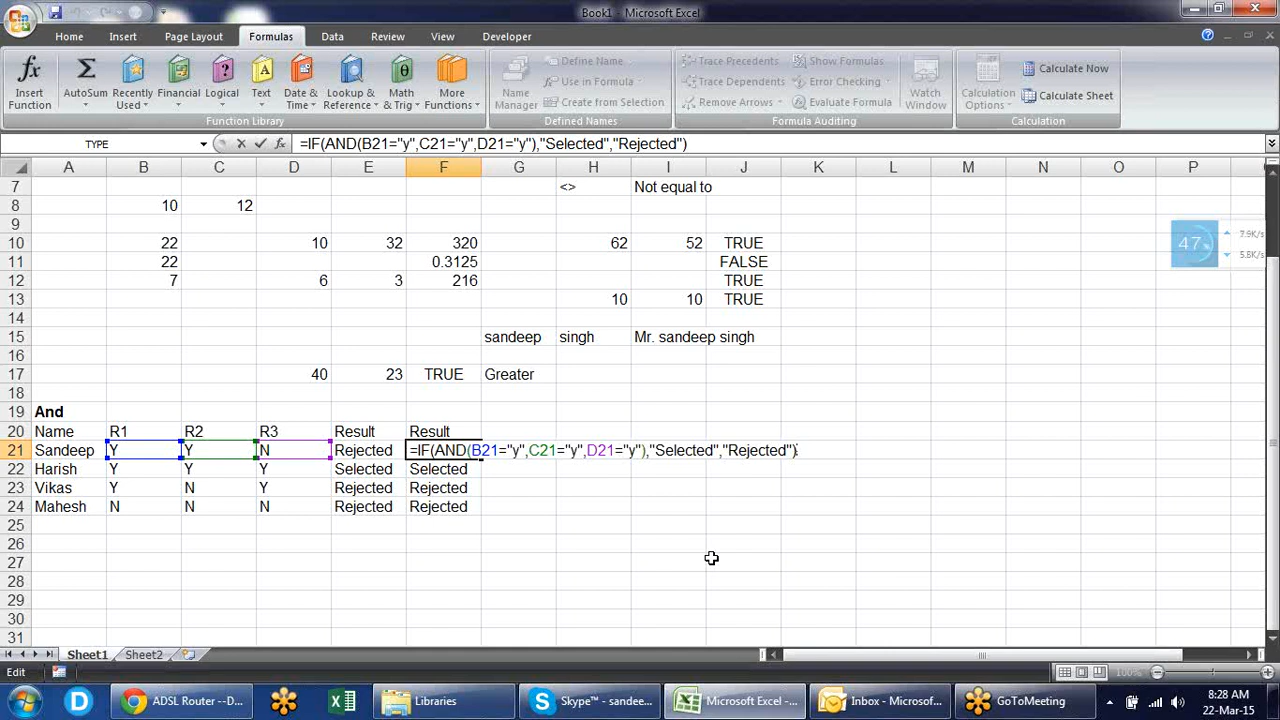 Book1 - Microsoft Excel
Home Insert Page Layout Formulas Data Review View Developer
Insert Function
AutoSum
Recently Used
Financial
Logical
Text
Date & Time
Lookup & Reference
Math & Trig
More Functions
Function Library
Name Manager
Define Name
Use in Formula
Create from Selection
Defined Names
Trace Precedents
Trace Dependents
Remove Arrows
Show Formulas
Error Checking
Evaluate Formula
Formula Auditing
Watch Window
Calculation Options
Calculate Now
Calculate Sheet
Calculation
TYPE =IF(AND(B21="y",C21="y",D21="y"),"Selected","Rejected")
A B C D E F G H I J K L M N O P
7 <> Not equal to
8 10 12
9
10 22 10 32 320 62 52 TRUE
11 22 0.3125 FALSE
12 7 6 3 216 TRUE
13 10 10 TRUE
14
15 sandeep singh Mr. sandeep singh
16
17 40 23 TRUE Greater
18
19 And
20 Name R1 R2 R3 Result Result
21 Sandeep Y Y N Rejected =IF(AND(B21="y",C21="y",D21="y"),"Selected","Rejected")
22 Harish Y Y Y Selected Selected
23 Vikas Y N Y Rejected Rejected
24 Mahesh N N N Rejected Rejected
25
26
27
28
29
30
31
47% 7.9K/s
5.8K/s
Sheet1 Sheet2
Edit 100%
ADSL Router --D... Libraries Skype™ - sandee... Microsoft Excel -... Inbox - Microsof... GoToMeeting
8:28 AM
22-Mar-15